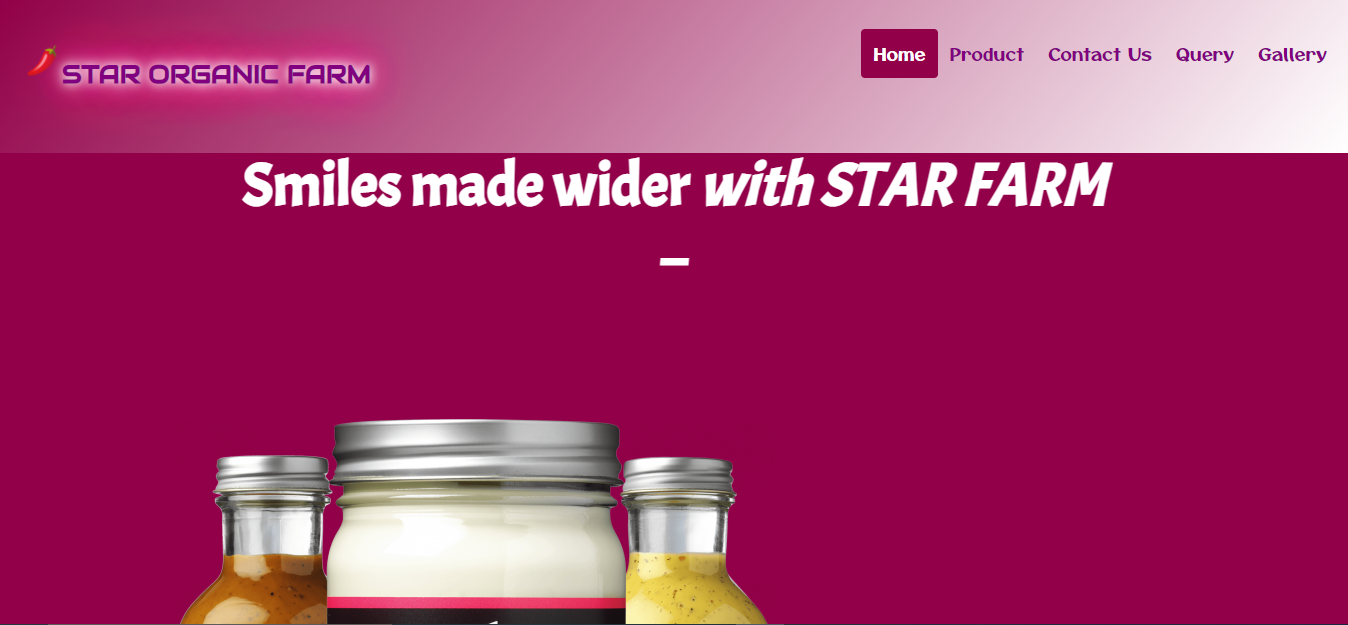 STAR ORGANIC FARM
Home Product Contact Us Query Gallery
Smiles made wider with STAR FARM
–